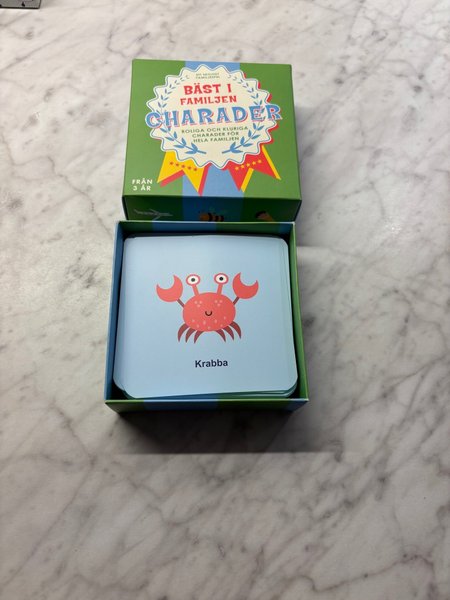 BÄST I
FAMILJEN
CHARADER
ROLIGA OCH KLURIGA
CHARADER FÖR
HELA FAMILJEN
FRÅN
3 ÅR
Krabba